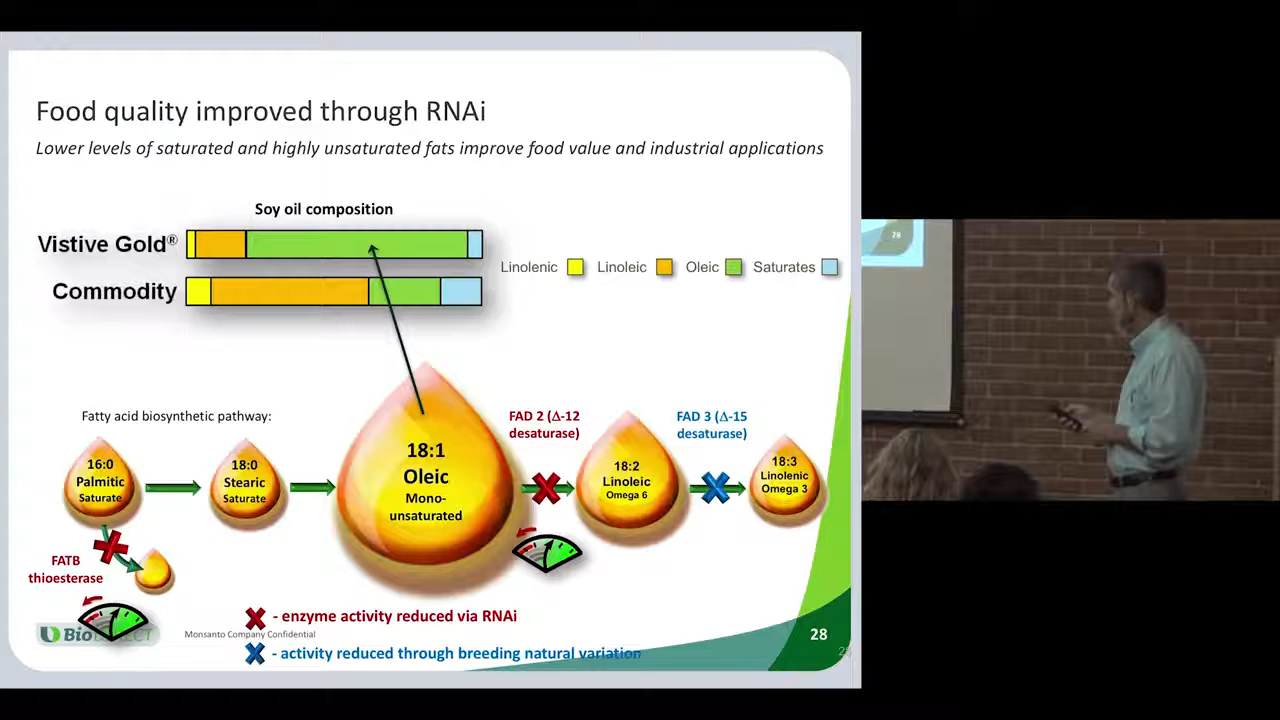 Food quality improved through RNAi
Lower levels of saturated and highly unsaturated fats improve food value and industrial applications
Soy oil composition
Vistive Gold®
Commodity
Linolenic
Linoleic
Oleic
Saturates
Fatty acid biosynthetic pathway:
16:0
Palmitic
Saturate
18:0
Stearic
Saturate
18:1
Oleic
Mono-
unsaturated
FAD 2 (Δ-12
desaturase)
18:2
Linoleic
Omega 6
FAD 3 (Δ-15
desaturase)
18:3
Linolenic
Omega 3
FATB
thioesterase
- enzyme activity reduced via RNAi
Monsanto Company Confidential
- activity reduced through breeding natural variation
28
28